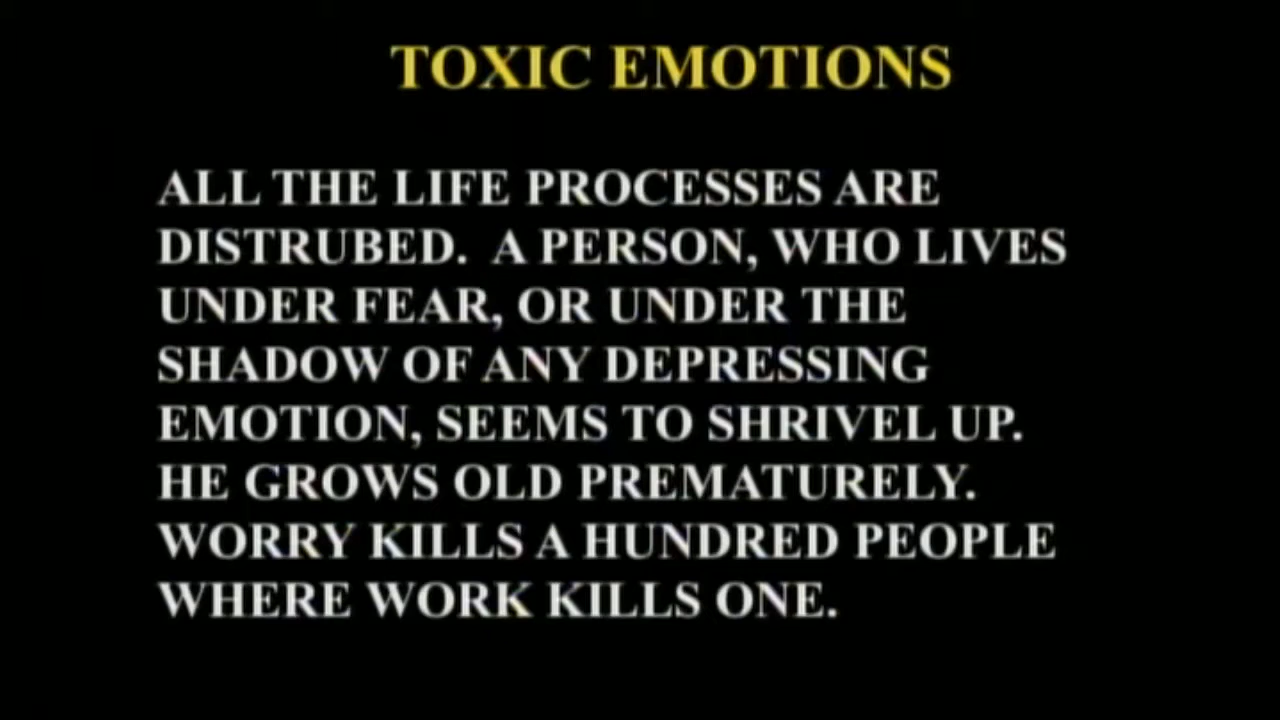 TOXIC EMOTIONS
ALL THE LIFE PROCESSES ARE
DISTRUBED. A PERSON, WHO LIVES
UNDER FEAR, OR UNDER THE
SHADOW OF ANY DEPRESSING
EMOTION, SEEMS TO SHRIVEL UP.
HE GROWS OLD PREMATURELY.
WORRY KILLS A HUNDRED PEOPLE
WHERE WORK KILLS ONE.